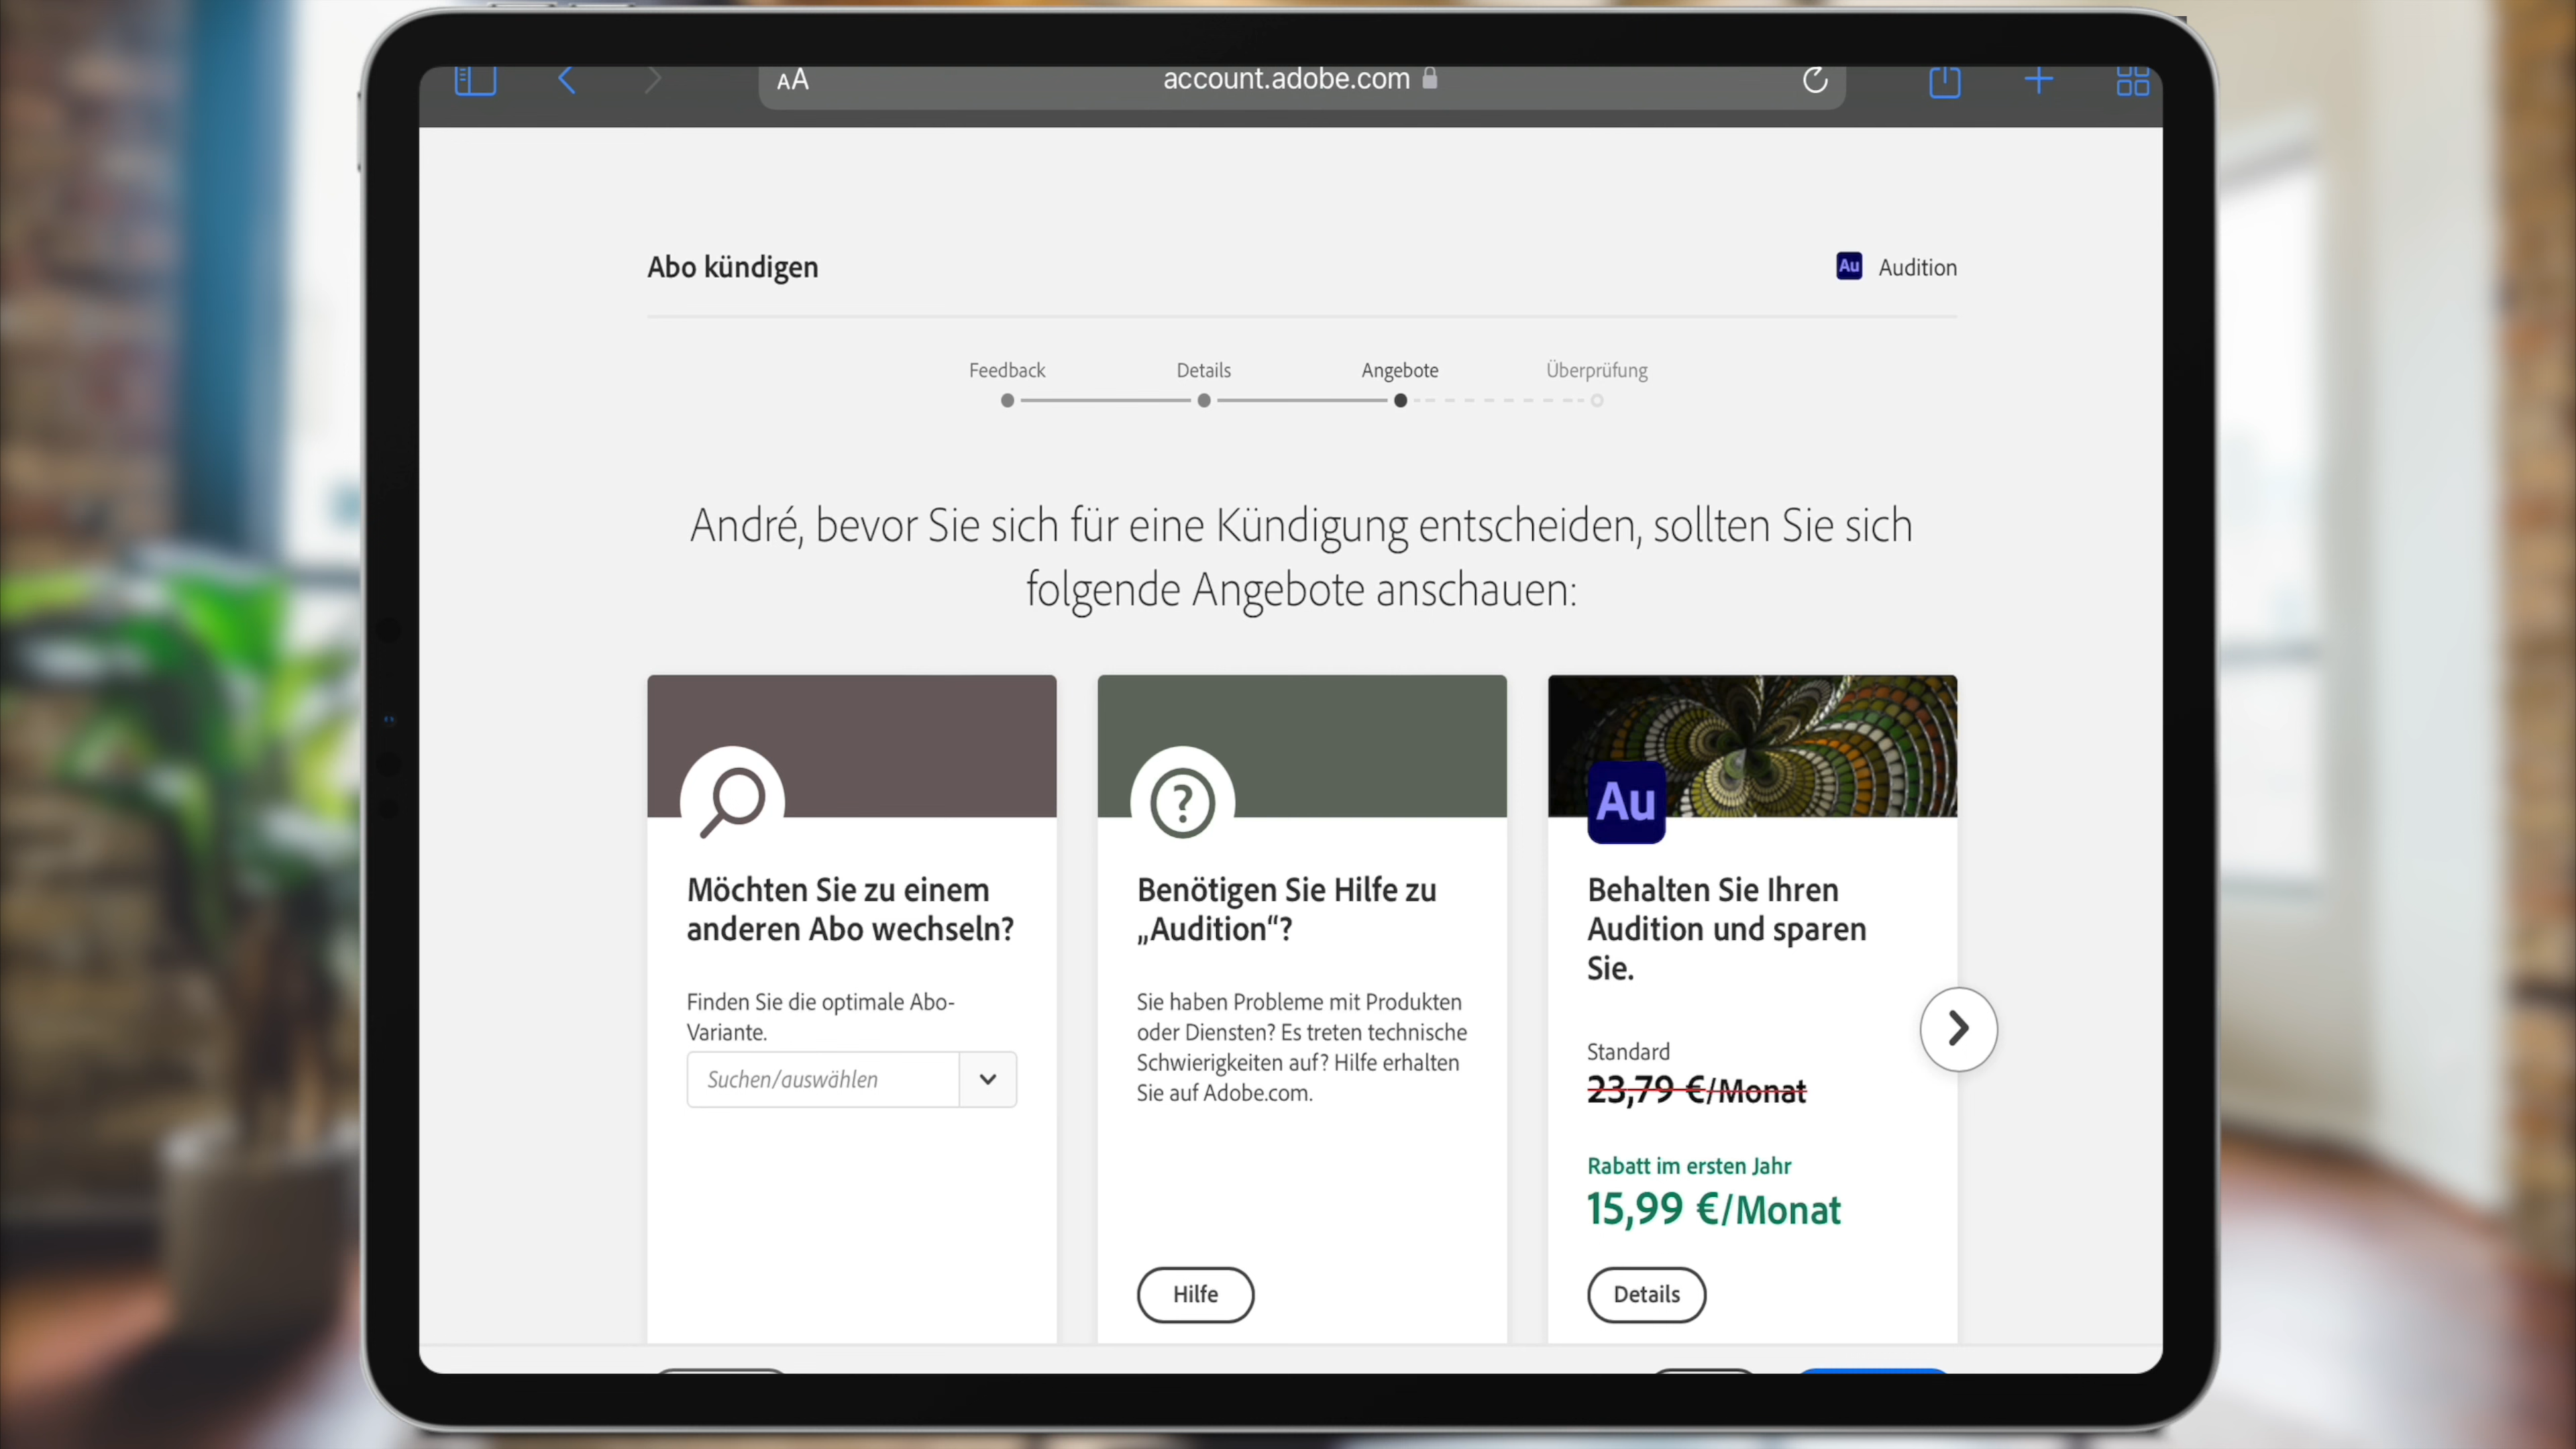 AA
account.adobe.com
Abo kündigen
Au Audition
Feedback
Details
Angebote
Überprüfung
André, bevor Sie sich für eine Kündigung entscheiden, sollten Sie sich
folgende Angebote anschauen:
Möchten Sie zu einem
anderen Abo wechseln?
Finden Sie die optimale Abo-
Variante.
Suchen/auswählen
?
Benötigen Sie Hilfe zu
„Audition“?
Sie haben Probleme mit Produkten
oder Diensten? Es treten technische
Schwierigkeiten auf? Hilfe erhalten
Sie auf Adobe.com.
Hilfe
Au
Behalten Sie Ihren
Audition und sparen
Sie.
Standard
23,79 €/Monat
Rabatt im ersten Jahr
15,99 €/Monat
Details